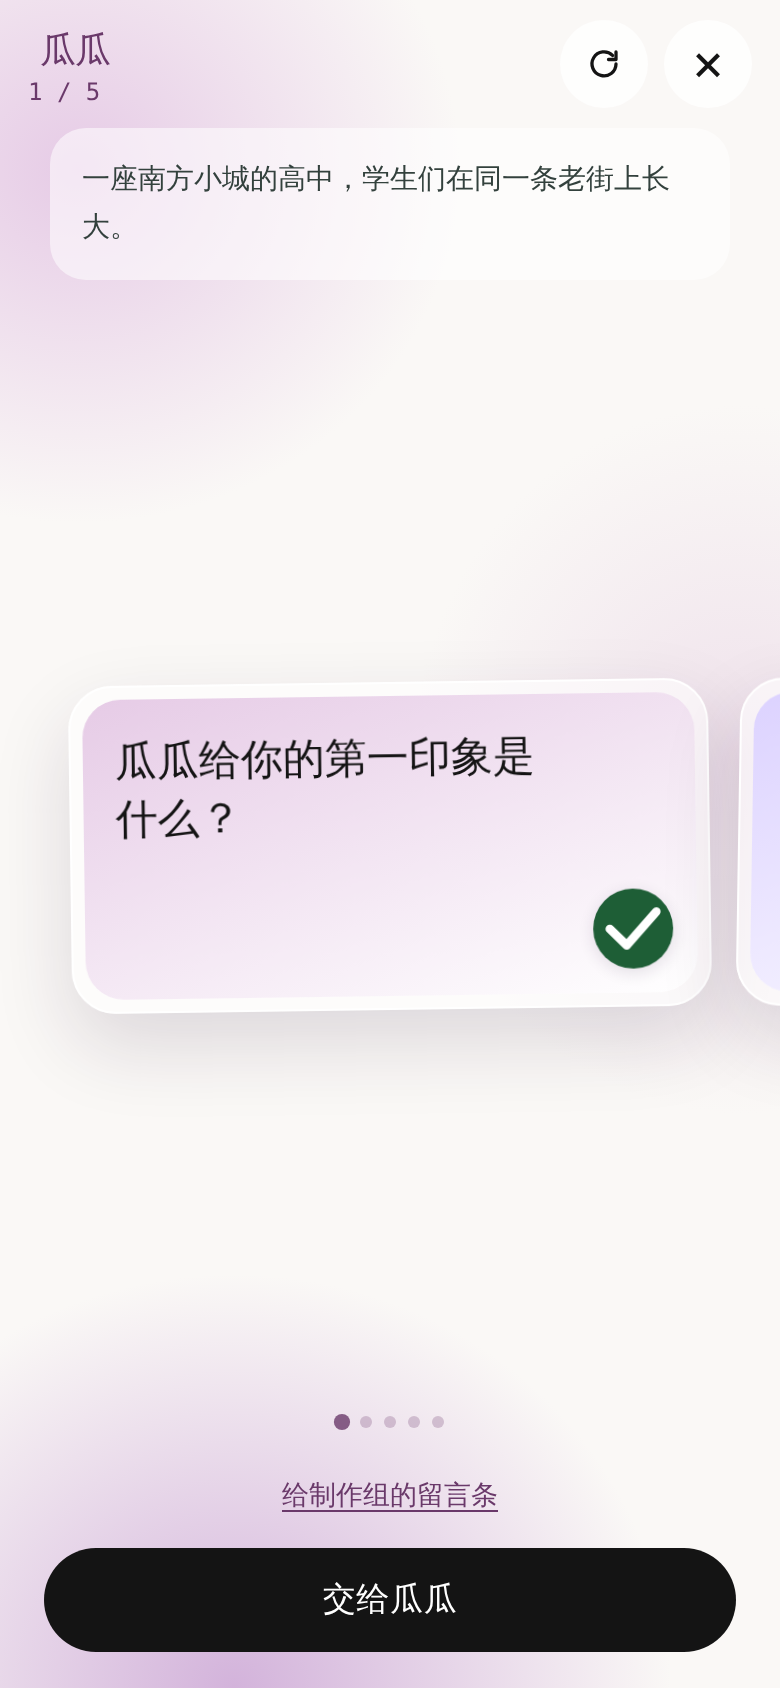 瓜瓜
1 / 5
一座南方小城的高中，学生们在同一条老街上长
大。
瓜瓜给你的第一印象是
什么？
给制作组的留言条
交给瓜瓜